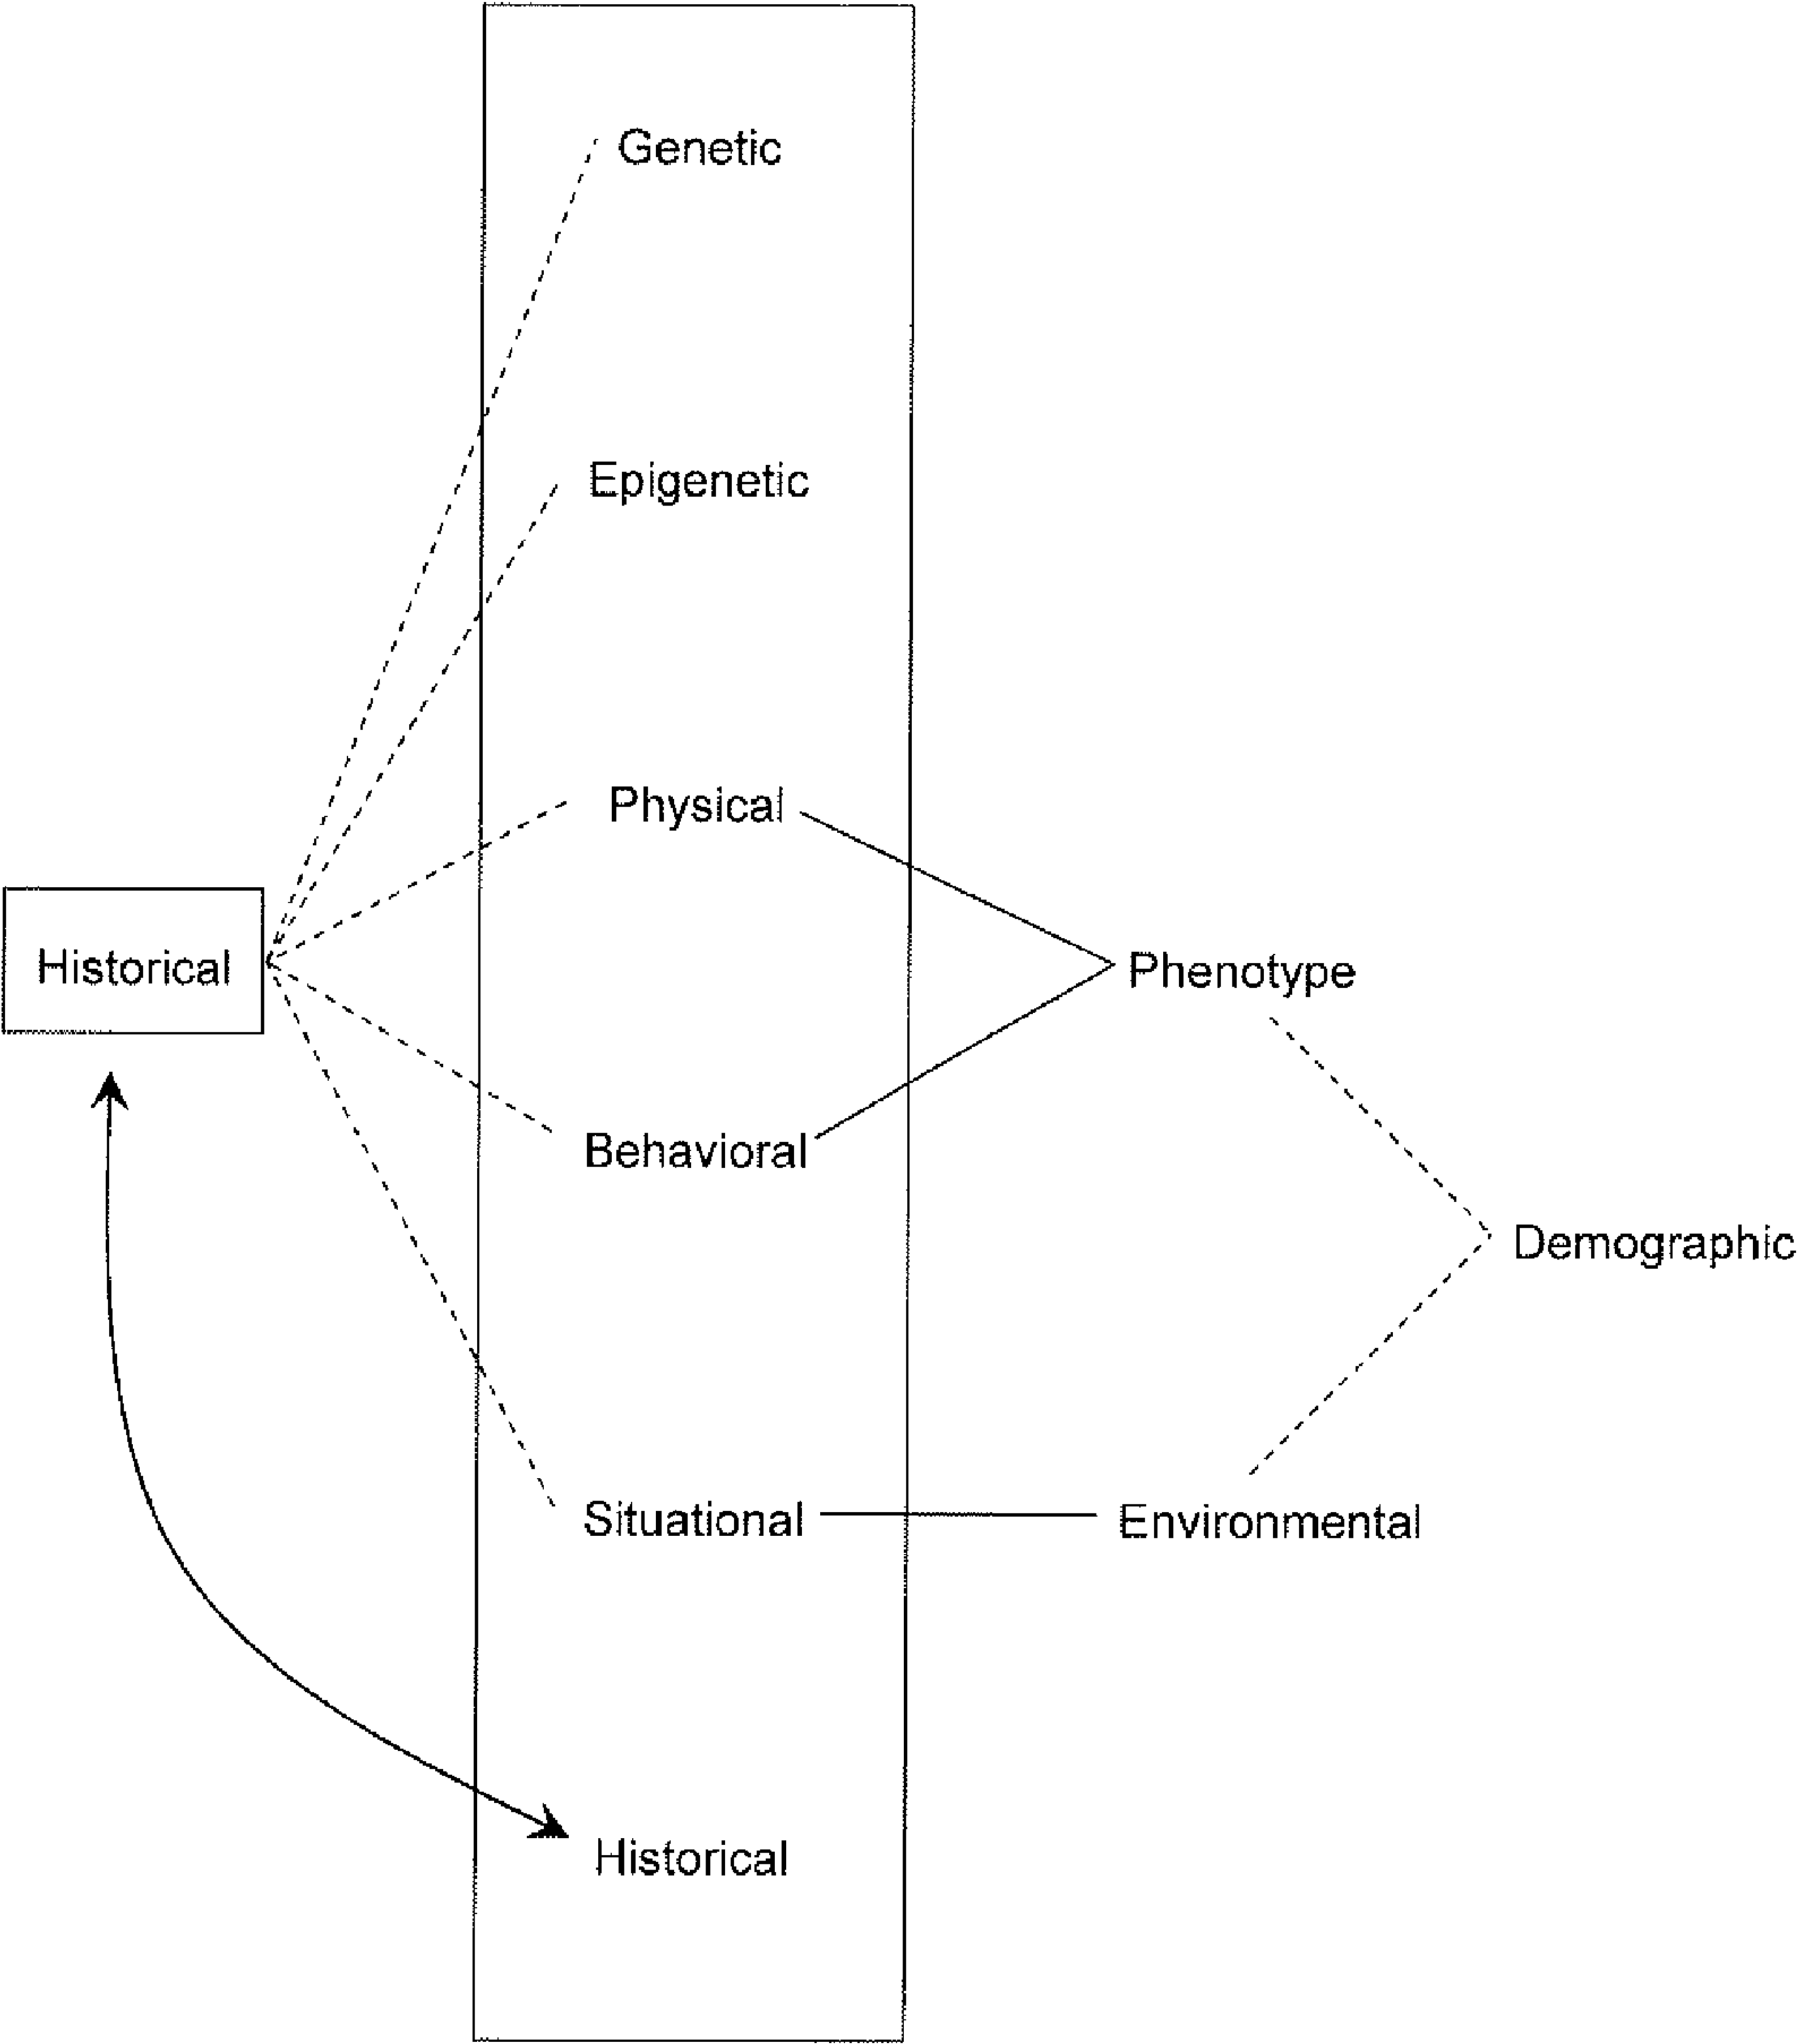 Genetic
Epigenetic
Physical
Historical
Phenotype
Behavioral
Demographic
Situational
Environmental
Historical